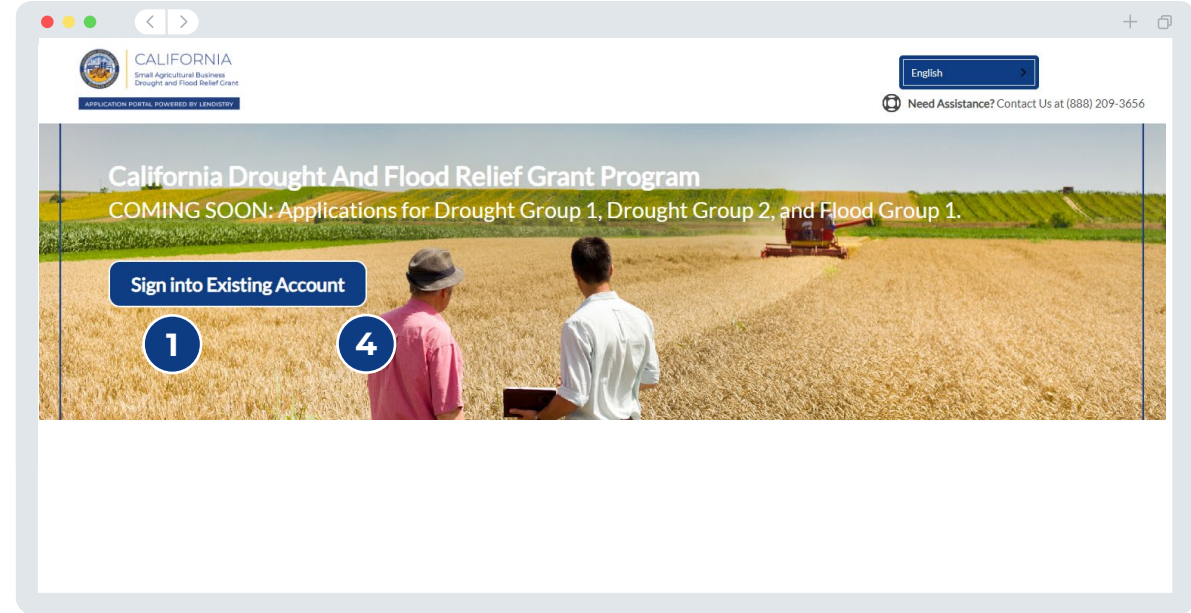 CALIFORNIA
Small Agricultural Business
Drought and Flood Relief Grant
APPLICATION PORTAL POWERED BY LENDISTRY
English
Need Assistance? Contact Us at (888) 209-3656
California Drought And Flood Relief Grant Program
COMING SOON: Applications for Drought Group 1, Drought Group 2, and Flood Group 1.
Sign into Existing Account
1
4